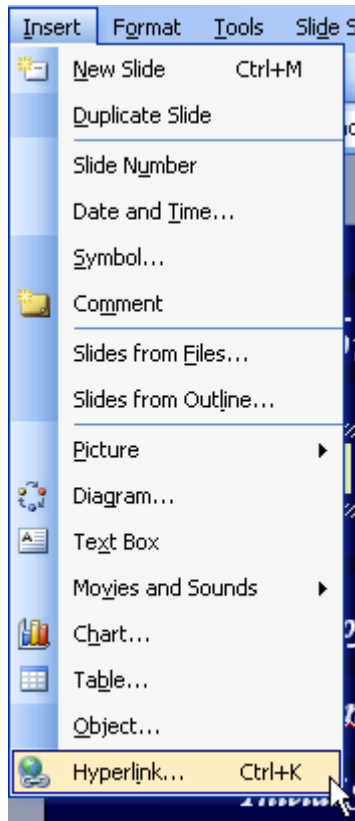 Insert Format Tools Slide S
New Slide Ctrl+M
Duplicate Slide
Slide Number
Date and Time...
Symbol...
Comment
Slides from Files...
Slides from Outline...
Picture
Diagram...
Text Box
Movies and Sounds
Chart...
Table...
Object...
Hyperlink... Ctrl+K